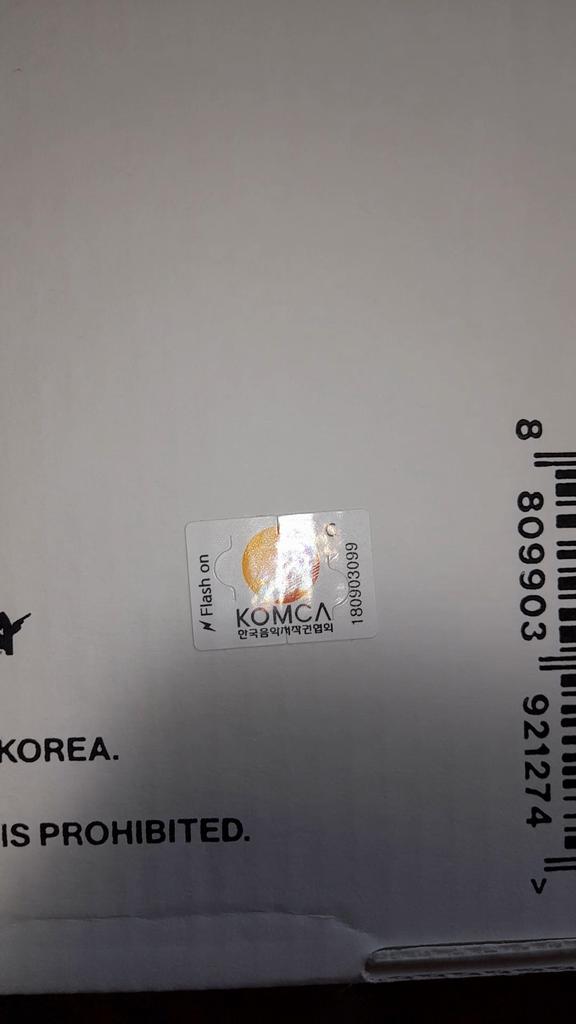 Flash on
KOMCA
한국음악저작권협회
180903099
KOREA.
IS PROHIBITED.
8 809903 921274 >